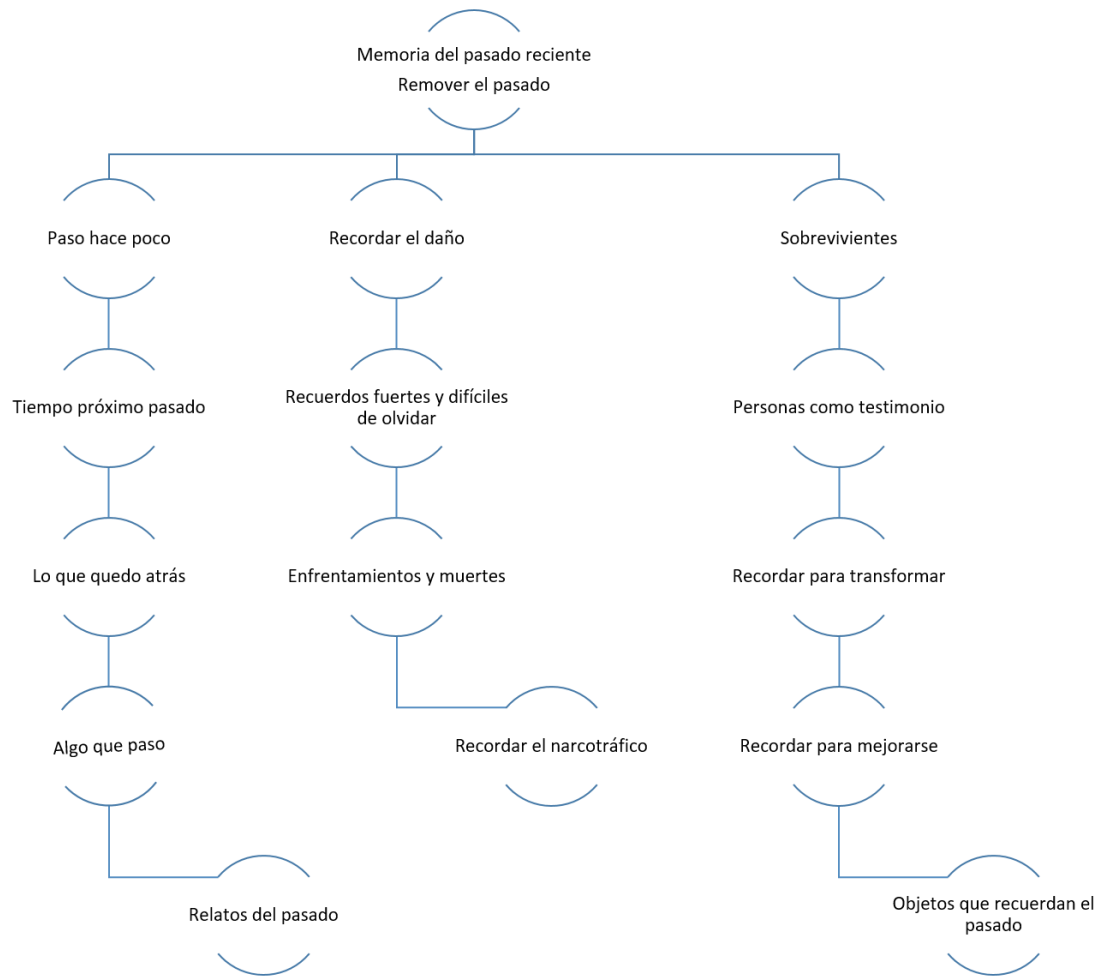 Memoria del pasado reciente
Remover el pasado
Paso hace poco
Recordar el daño
Sobrevivientes
Tiempo próximo pasado
Recuerdos fuertes y difíciles
de olvidar
Personas como testimonio
Lo que quedo atrás
Enfrentamientos y muertes
Recordar para transformar
Algo que paso
Recordar el narcotráfico
Recordar para mejorarse
Relatos del pasado
Objetos que recuerdan el
pasado